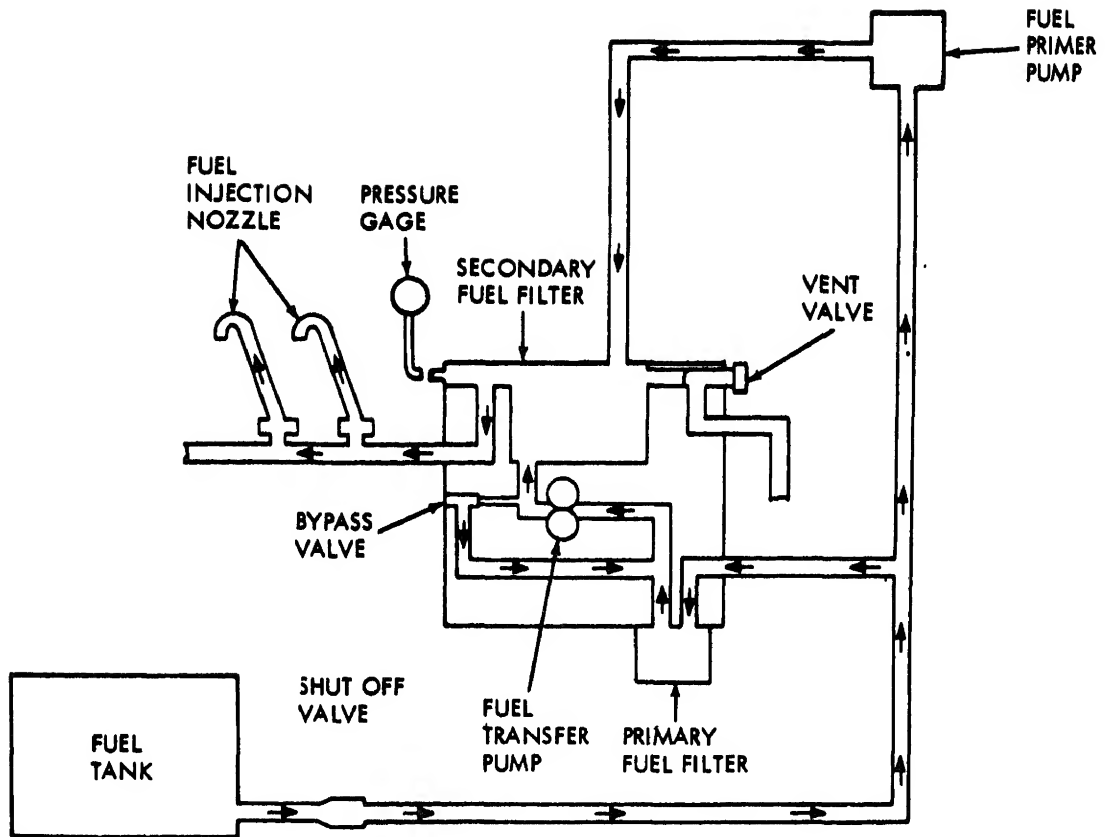 FUEL
PRIMER
PUMP
FUEL
INJECTION
NOZZLE
PRESSURE
GAGE
SECONDARY
FUEL FILTER
VENT
VALVE
BYPASS
VALVE
SHUT OFF
VALVE
FUEL
TANK
FUEL
TRANSFER
PUMP
PRIMARY
FUEL FILTER